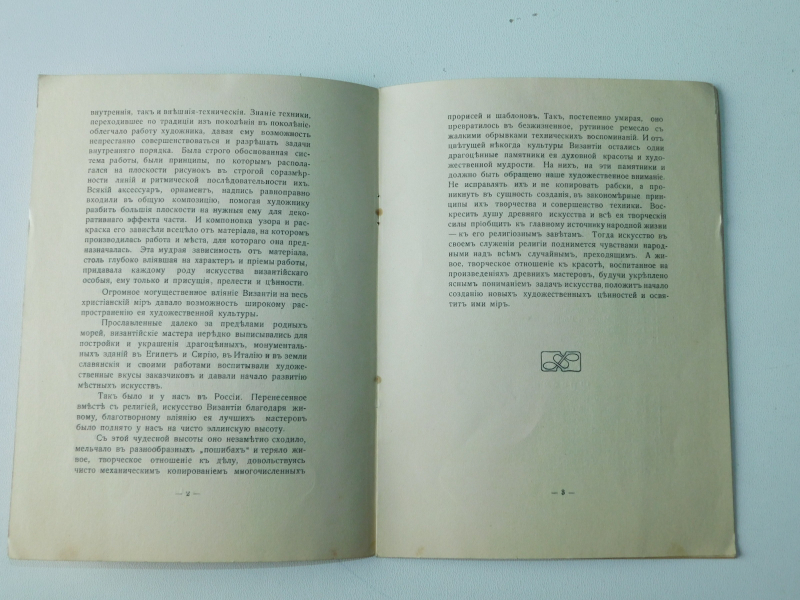 внутреннія, такъ и внѣшнія-техническія. Знаніе техники,
переходившее по традиціи изъ поколѣнія въ поколѣніе,
облегчало работу художника, давая ему возможность
непрестанно совершенствоваться и разрѣшать задачи
внутренняго порядка. Была строго обоснованная сис-
тема работы, были принципы, по которымъ распола-
гался на плоскости рисунокъ въ строгой соразмѣр-
ности линій и ритмической послѣдовательности ихъ.
Всякій аксессуаръ, орнаментъ, надпись равноправно
входили въ общую композицію, помогая художнику
разбить большія плоскости на нужныя ему для деко-
ративнаго эффекта части. И компоновка узора и рас-
краска его зависѣли всецѣло отъ матеріала, на которомъ
производилась работа и мѣста, для котораго она пред-
назначалась. Эта мудрая зависимость отъ матеріала,
столь глубоко вліявшая на характеръ и пріемы работы,
придавала каждому роду искусства византійскаго
особыя, ему только и присущія, прелести и цѣнности.
Огромное могущественное вліяніе Византіи на весь
христіанскій міръ давало возможность широкому рас-
пространенію ея художественной культуры.
Прославленные далеко за предѣлами родныхъ
морей, византійскіе мастера нерѣдко выписывались для
постройки и украшенія драгоцѣнныхъ, монументаль-
ныхъ зданій въ Египетъ и Сирію, въ Италію и въ земли
славянскія и своими работами воспитывали художе-
ственные вкусы заказчиковъ и давали начало развитію
мѣстныхъ искусствъ.
Такъ было и у насъ въ Россіи. Перенесенное
вмѣстѣ съ религіей, искусство Византіи благодаря жи-
вому, благотворному вліянію ея лучшихъ мастеровъ
было поднято у насъ на чисто эллинскую высоту.
Съ этой чудесной высоты оно незамѣтно сходило,
мельчало въ разнообразныхъ „пошибахъ“ и теряло жи-
вое, творческое отношеніе къ дѣлу, довольствуясь
чисто механическимъ копированіемъ многочисленныхъ
— 2 —
прорисей и шаблоновъ. Такъ, постепенно умирая, оно
превратилось въ безжизненное, рутинное ремесло съ
жалкими обрывками техническихъ воспоминаній. И отъ
цвѣтущей нѣкогда культуры Византіи остались одни
драгоцѣнные памятники ея духовной красоты и худо-
жественной мудрости. На нихъ, на эти памятники и
должно быть обращено наше художественное вниманіе.
Не исправлять ихъ и не копировать рабски, а про-
никнуть въ сущность созданія, въ закономѣрные прин-
ципы ихъ творчества и совершенство техники. Вос-
кресить душу древняго искусства и всѣ ея творческія
силы пріобщить къ главному источнику народной жизни
— къ его религіознымъ завѣтамъ. Тогда искусство въ
своемъ служеніи религіи поднимется чувствами народ-
ными надъ всѣмъ случайнымъ, преходящимъ. А жи-
вое, творческое отношеніе къ красотѣ, воспитанное на
произведеніяхъ древнихъ мастеровъ, будучи укрѣплено
яснымъ пониманіемъ задачъ искусства, положитъ начало
созданію новыхъ художественныхъ цѣнностей и освя-
титъ ими міръ.
— 3 —